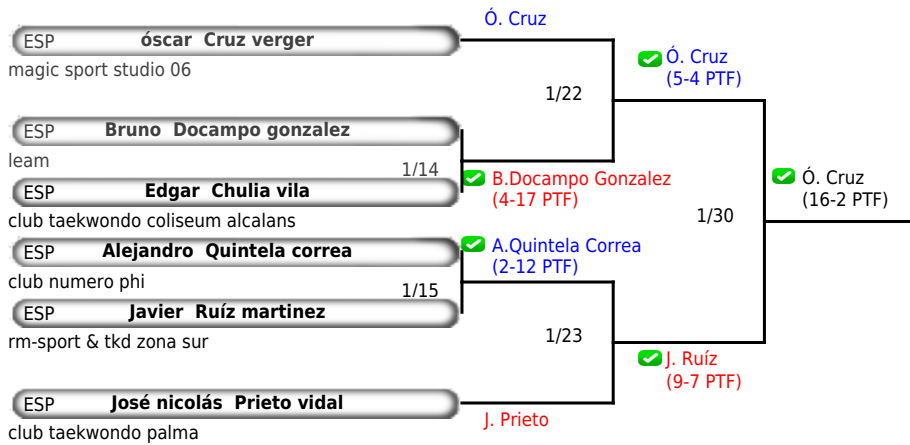 Ó. Cruz
ESP óscar Cruz verger
magic sport studio 06
Ó. Cruz
(5-4 PTF)
1/22
ESP Bruno Docampo gonzalez
leam
1/14
ESP Edgar Chulia vila
B.Docampo Gonzalez
(4-17 PTF)
Ó. Cruz
(16-2 PTF)
club taekwondo coliseum alcalans
1/30
ESP Alejandro Quintela correa
A.Quintela Correa
(2-12 PTF)
club numero phi
1/15
ESP Javier Ruíz martinez
rm-sport & tkd zona sur
1/23
J. Ruíz
(9-7 PTF)
ESP José nicolás Prieto vidal
J. Prieto
club taekwondo palma